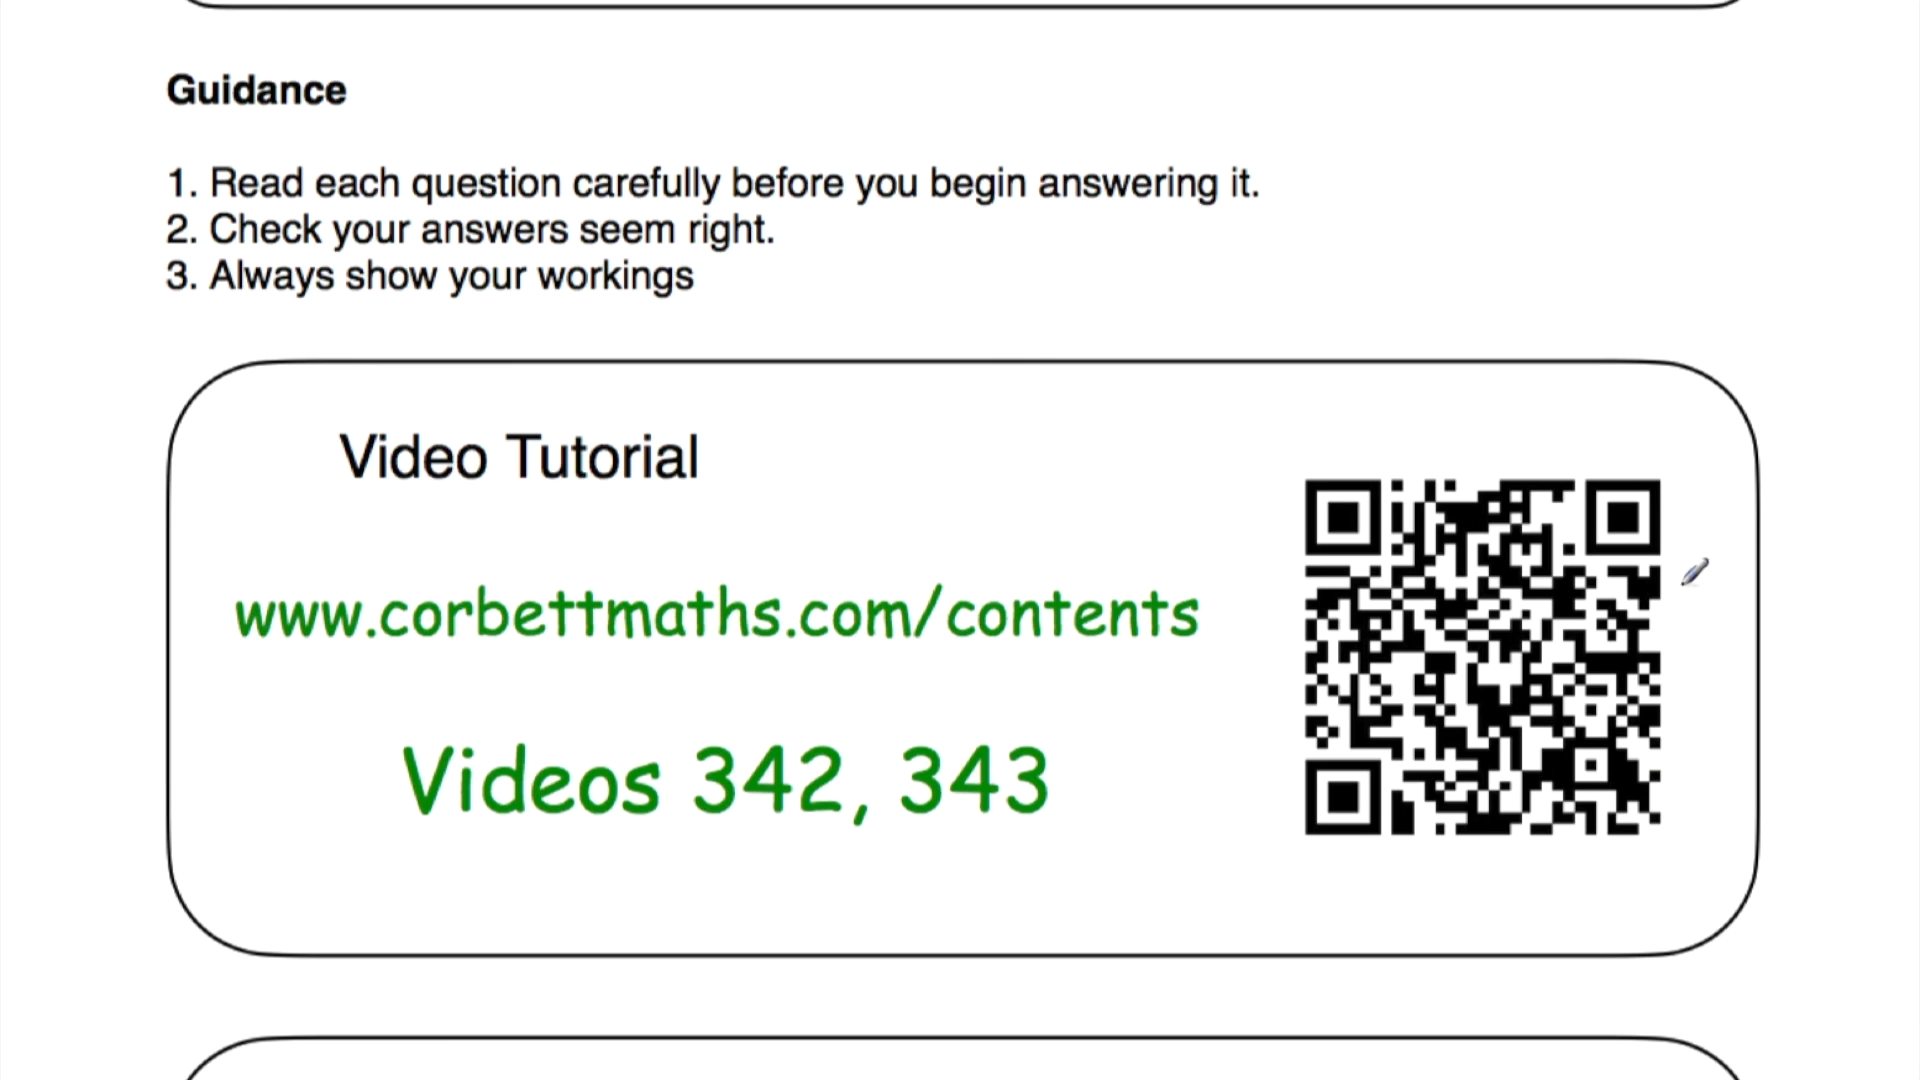 Guidance
1. Read each question carefully before you begin answering it.
2. Check your answers seem right.
3. Always show your workings
Video Tutorial
www.corbettmaths.com/contents
Videos 342, 343